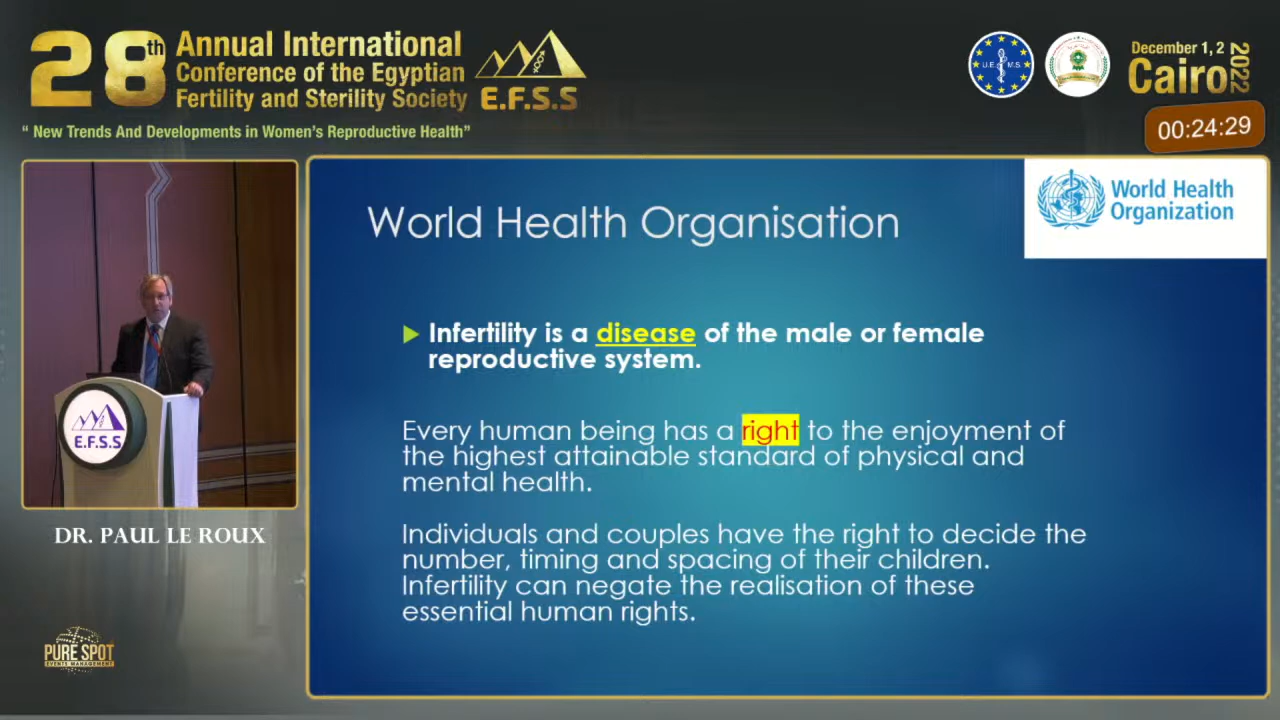 28th
Annual International
Conference of the Egyptian
Fertility and Sterility Society
E.F.S.S
“ New Trends And Developments in Women’s Reproductive Health”
U.E.M.S.
December 1, 2
Cairo
2022
00:24:29
World Health Organisation
World Health
Organization
Infertility is a disease of the male or female
reproductive system.
Every human being has a right to the enjoyment of
the highest attainable standard of physical and
mental health.
Individuals and couples have the right to decide the
number, timing and spacing of their children.
Infertility can negate the realisation of these
essential human rights.
E.F.S.S
DR. PAUL LE ROUX
PURE SPOT
EVENTS MANAGEMENT